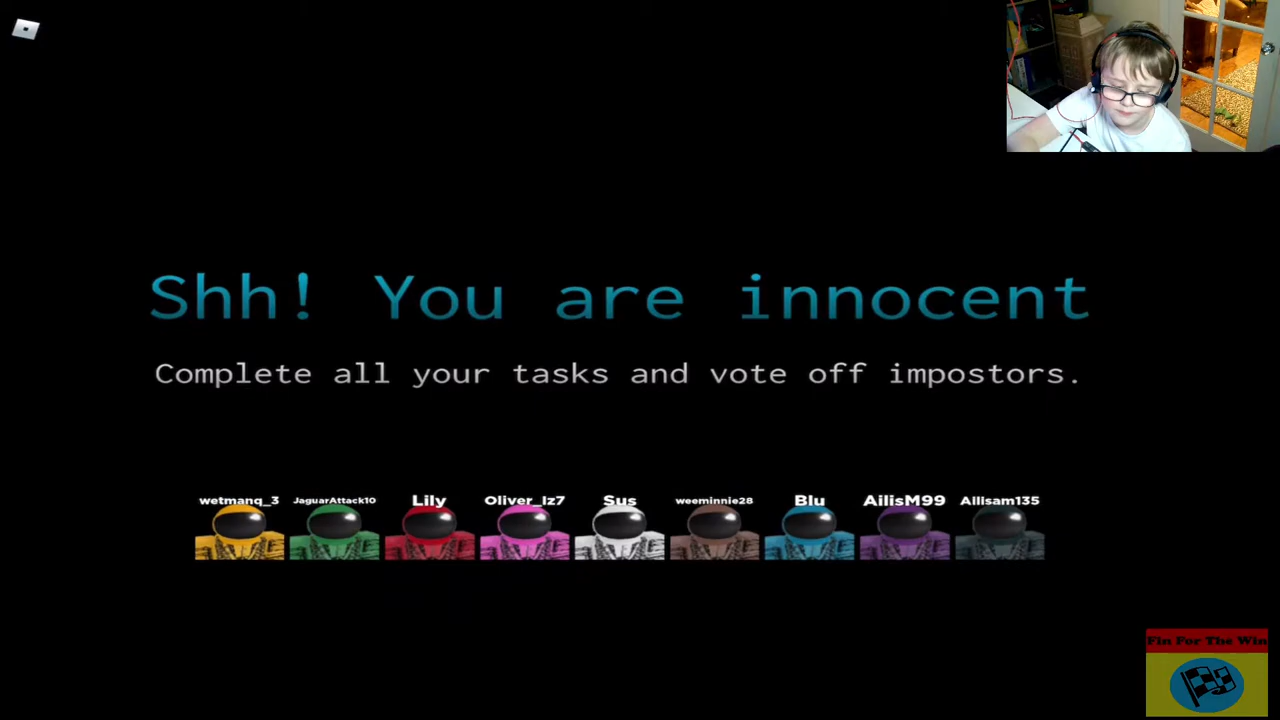 Shh! You are innocent
Complete all your tasks and vote off impostors.
wetmanq_3 JaguarAttack10 Lily Oliver_lz7 Sus weeminnie28 Blu AilisM99 Ailisam135
Fin For The Win